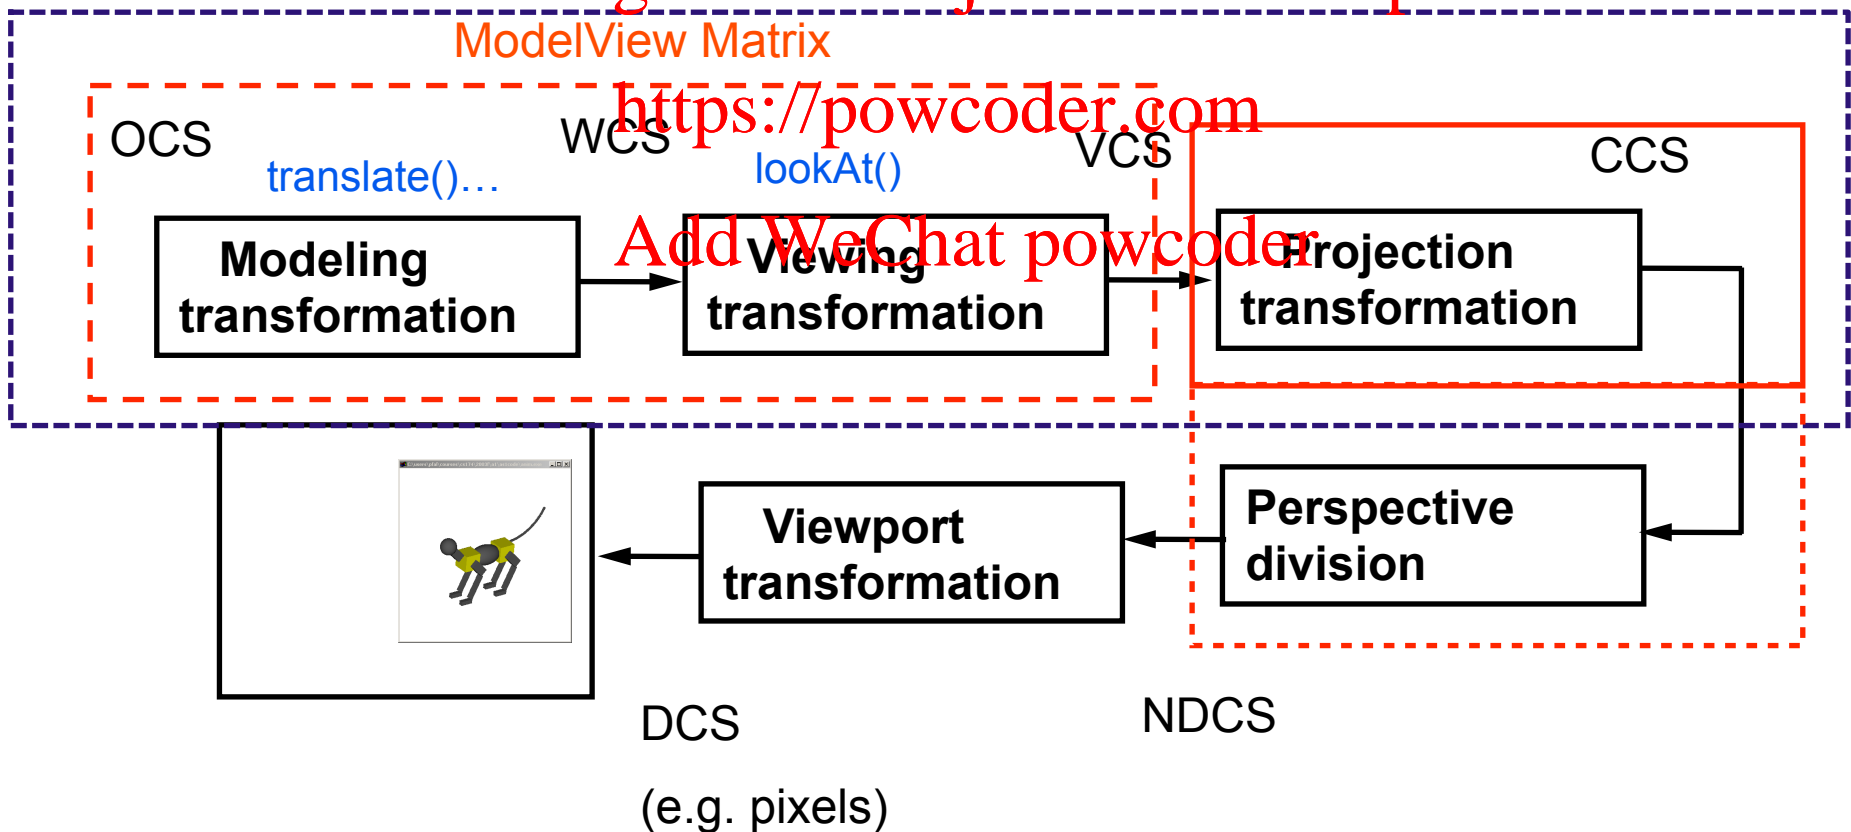 ModelView Matrix
https://powcoder.com
OCS
WCS
VCS
CCS
translate()...
lookAt()
Add WeChat powcoder
Modeling
transformation
Viewing
transformation
Projection
transformation
Perspective
division
Viewport
transformation
DCS
NDCS
(e.g. pixels)